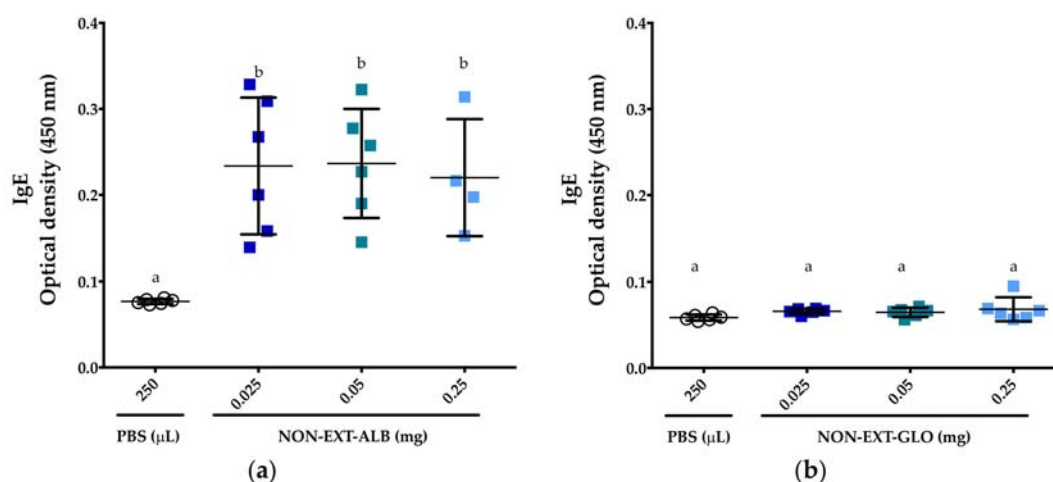 0.4
0.3
0.2
0.1
0.0
IgE
Optical density (450 nm)
a
b
b
b
250
0.025
0.05
0.25
PBS (μL)
NON-EXT-ALB (mg)
(a)
0.4
0.3
0.2
0.1
0.0
IgE
Optical density (450 nm)
a
a
a
a
250
0.025
0.05
0.25
PBS (μL)
NON-EXT-GLO (mg)
(b)